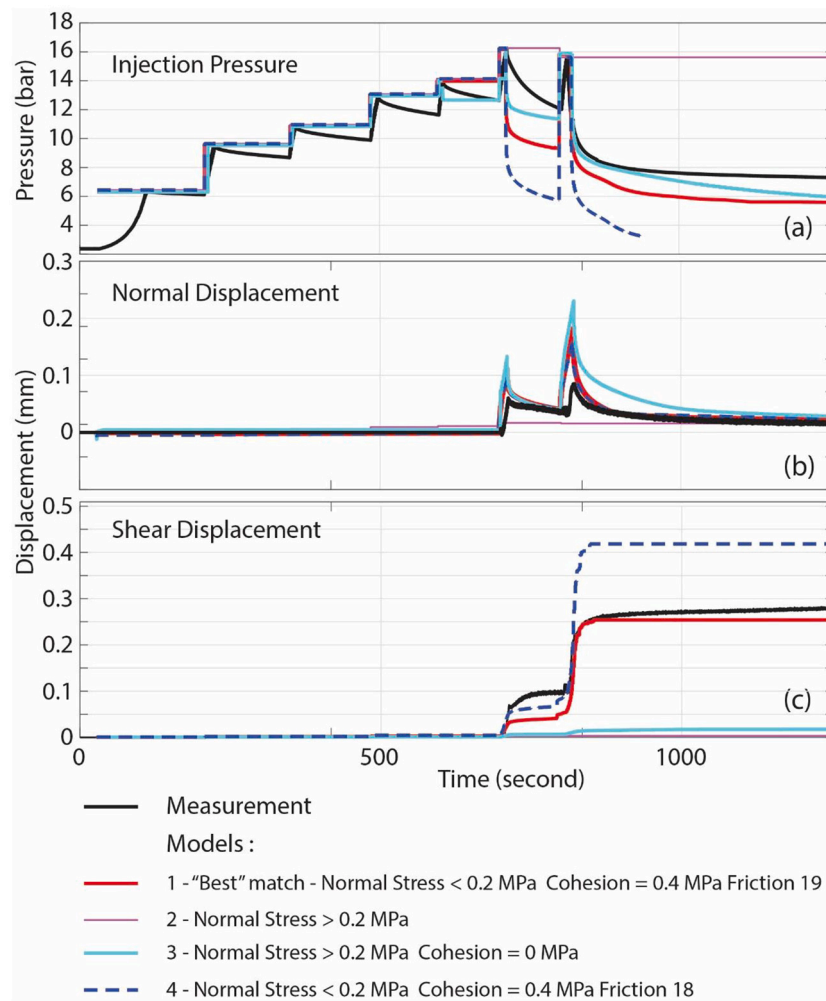 18
16
14
12
10
8
6
4
Pressure (bar)
Injection Pressure
(a)
0.3
0.2
0.1
0
Normal Displacement
(b)
Displacement (mm)
0.5
0.4
0.3
0.2
0.1
0
Shear Displacement
(c)
0 500 1000
Time (second)
Measurement
Models :
1 - "Best" match - Normal Stress < 0.2 MPa Cohesion = 0.4 MPa Friction 19
2 - Normal Stress > 0.2 MPa
3 - Normal Stress > 0.2 MPa Cohesion = 0 MPa
4 - Normal Stress < 0.2 MPa Cohesion = 0.4 MPa Friction 18